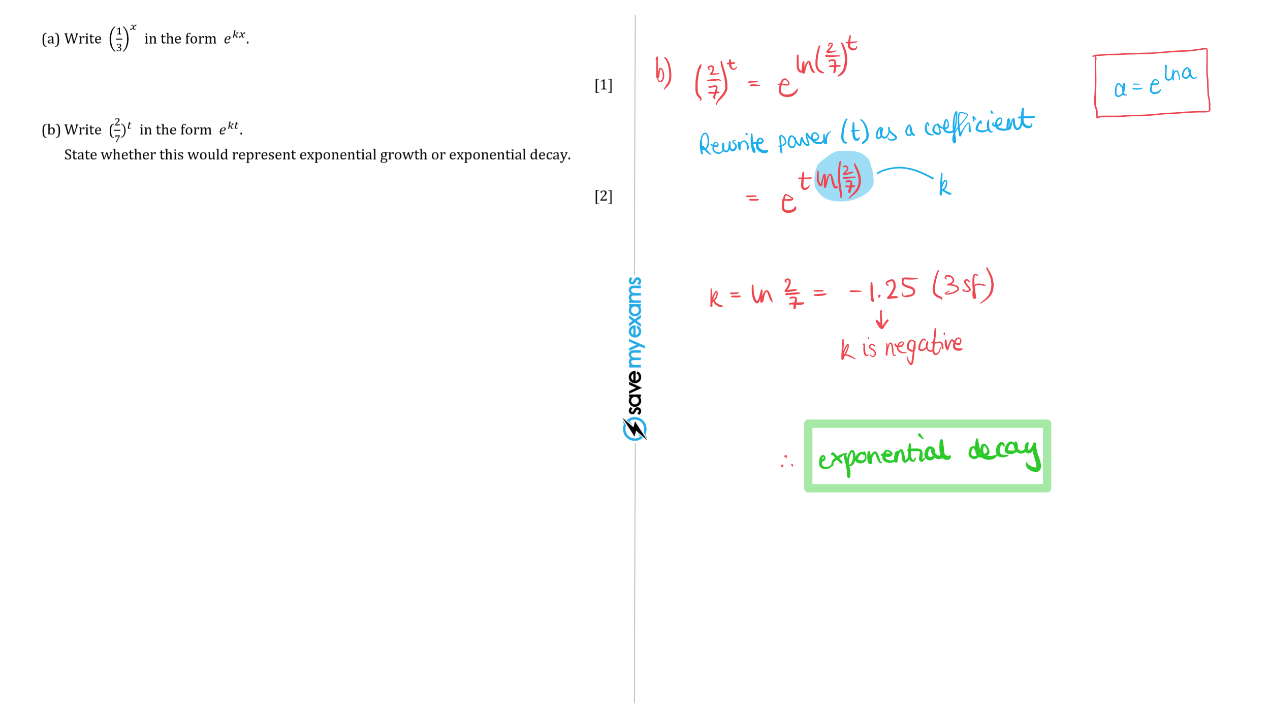 (a) Write (1/3)^x in the form e^{kx}.
[1]
(b) Write (2/7)^t in the form e^{kt}.
State whether this would represent exponential growth or exponential decay.
[2]
save my exams
b) (2/7)^t = e^{ln(2/7)^t}
a = e^{ln a}
Rewrite power (t) as a coefficient
= e^{t ln(2/7)}
k
k = ln 2/7 = -1.25 (3sf)
↓
k is negative
∴ exponential decay